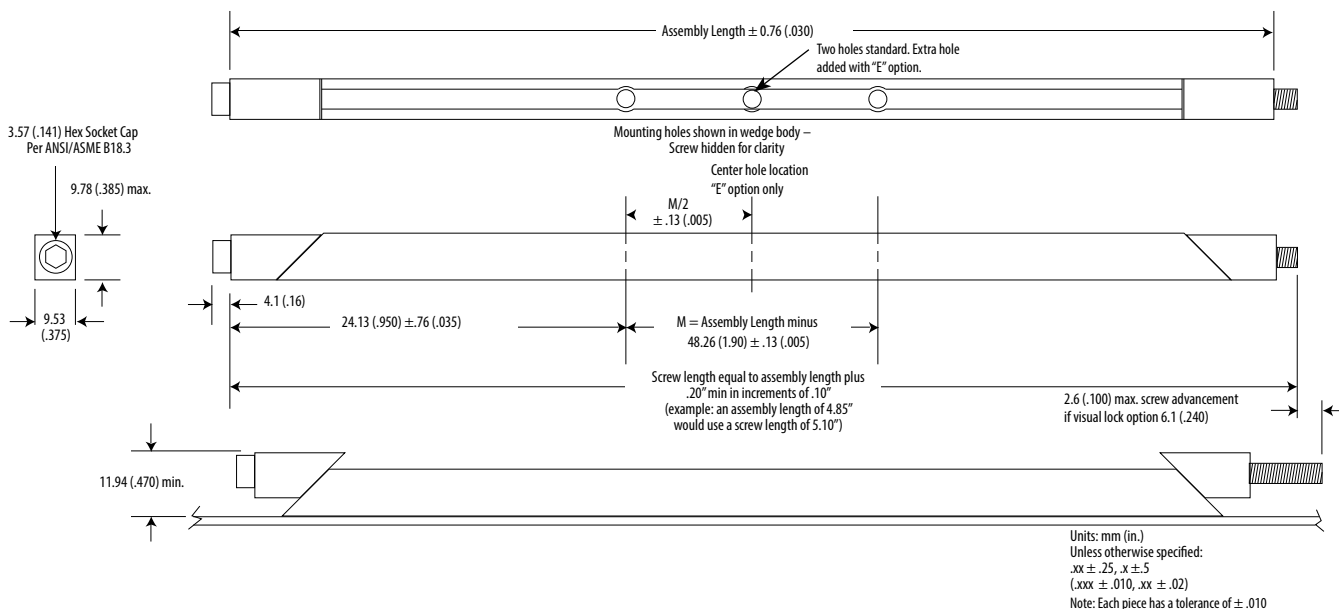 Assembly Length ± 0.76 (.030)
Two holes standard. Extra hole
added with “E” option.
3.57 (.141) Hex Socket Cap
Per ANSI/ASME B18.3
Mounting holes shown in wedge body –
Screw hidden for clarity
Center hole location
“E” option only
9.78 (.385) max.
M/2
± .13 (.005)
4.1 (.16)
9.53
(.375)
24.13 (.950) ±.76 (.035)
M = Assembly Length minus
48.26 (1.90) ± .13 (.005)
Screw length equal to assembly length plus
.20” min in increments of .10”
(example: an assembly length of 4.85”
would use a screw length of 5.10”)
2.6 (.100) max. screw advancement
if visual lock option 6.1 (.240)
11.94 (.470) min.
Units: mm (in.)
Unless otherwise specified:
.xx ± .25, .x ±.5
(.xxx ± .010, .xx ± .02)
Note: Each piece has a tolerance of ± .010